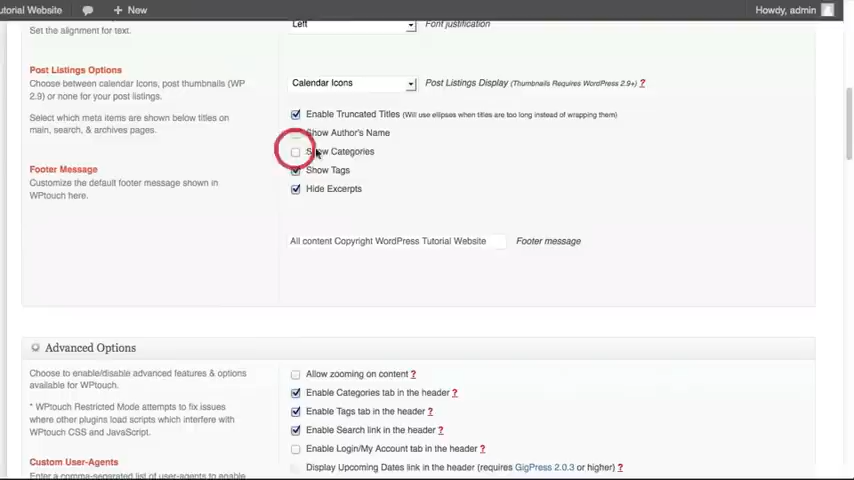 utorial Website
New
Howdy, admin
Set the alignment for text.
Left
Font justification
Post Listings Options
Choose between calendar Icons, post thumbnails (WP
2.9) or none for your post listings.
Calendar Icons
Post Listings Display (Thumbnails Requires WordPress 2.9+) ?
Select which meta items are shown below titles on
main, search, & archives pages.
Enable Truncated Titles (Will use ellipses when titles are too long instead of wrapping them)
Show Author's Name
Show Categories
Show Tags
Hide Excerpts
Footer Message
Customize the default footer message shown in
WPtouch here.
All content Copyright WordPress Tutorial Website
Footer message
Advanced Options
Choose to enable/disable advanced features & options
available for WPtouch.
* WPtouch Restricted Mode attempts to fix issues
where other plugins load scripts which interfere with
WPtouch CSS and JavaScript.
Allow zooming on content ?
Enable Categories tab in the header ?
Enable Tags tab in the header ?
Enable Search link in the header ?
Enable Login/My Account tab in the header ?
Display Upcoming Dates link in the header (requires GigPress 2.0.3 or higher) ?
Custom User-Agents
Enter a comma-separated list of user-agents to enable